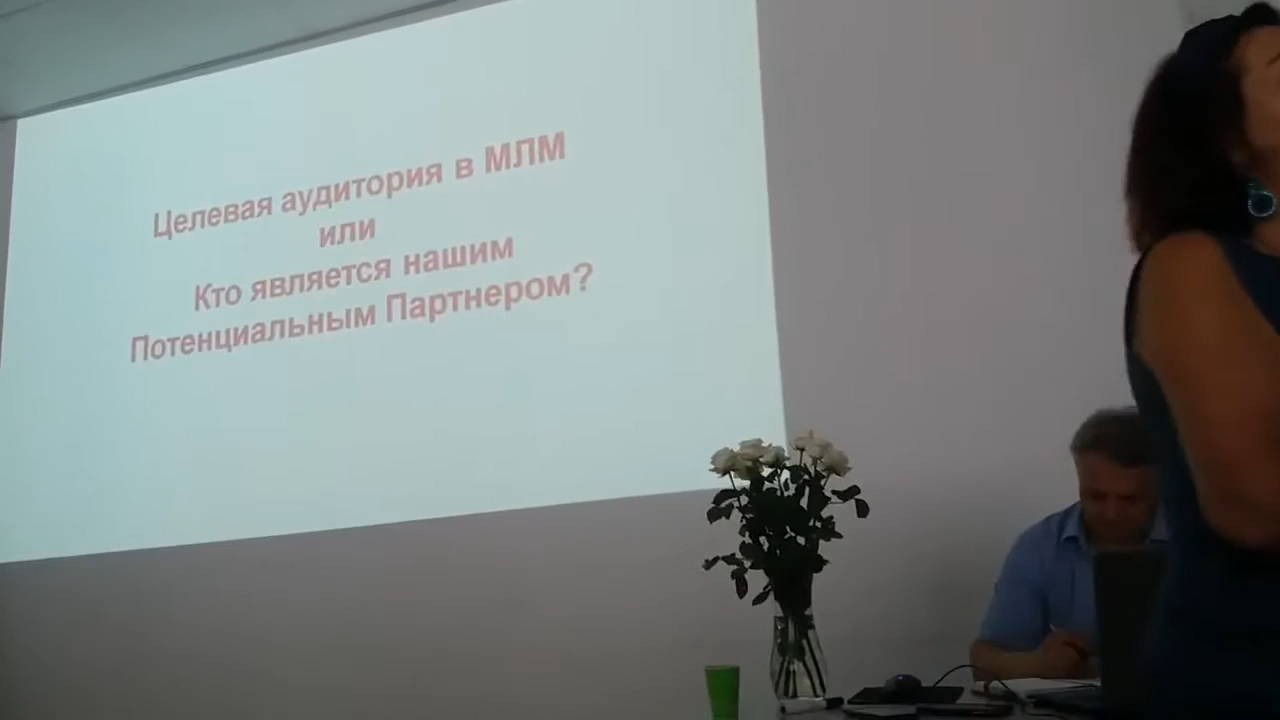 Целевая аудитория в МЛМ
или
Кто является нашим
Потенциальным Партнером?